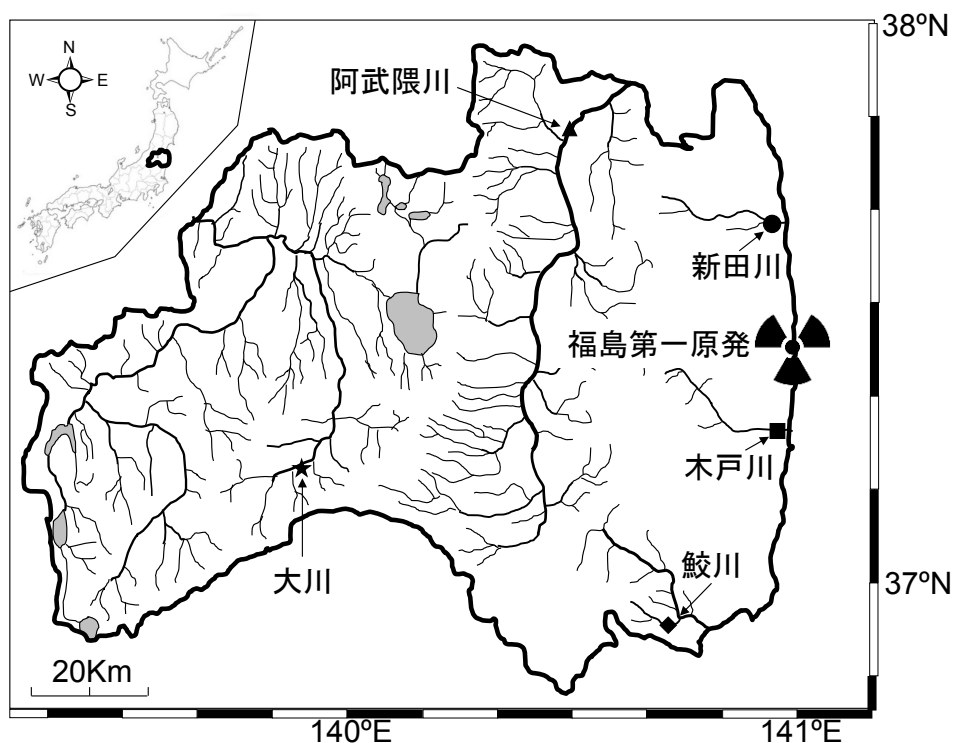 38ºN
N
W E
S
阿武隈川
新田川
福島第一原発
木戸川
鮫川
大川
37ºN
20Km
140ºE
141ºE